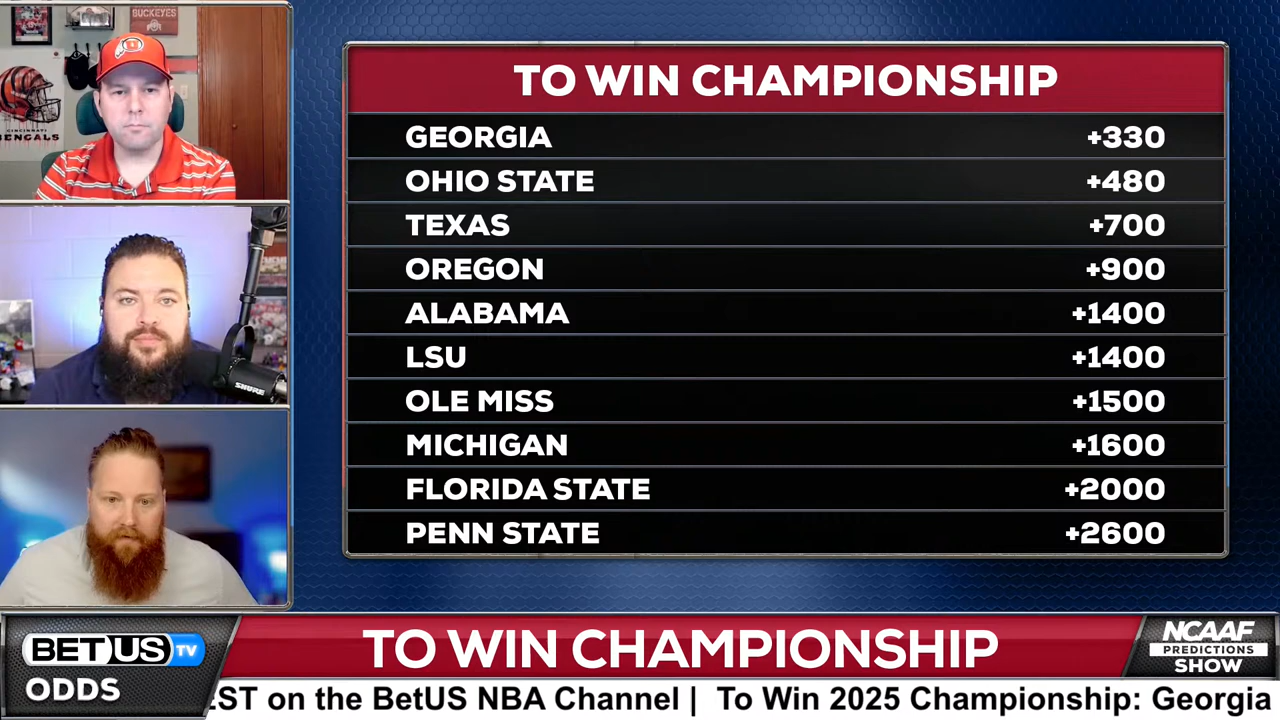 BUCKEYES
CINCINNATI
BENGALS
SHURE
TO WIN CHAMPIONSHIP
GEORGIA +330
OHIO STATE +480
TEXAS +700
OREGON +900
ALABAMA +1400
LSU +1400
OLE MISS +1500
MICHIGAN +1600
FLORIDA STATE +2000
PENN STATE +2600
BETUS TV
ODDS
TO WIN CHAMPIONSHIP
NCAAF
PREDICTIONS
SHOW
EST on the BetUS NBA Channel | To Win 2025 Championship: Georgia